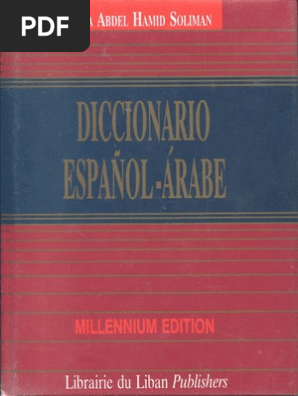 PDF
ABDEL HAMID SOLIMAN
DICCIONARIO
ESPAÑOL-ÁRABE
MILLENNIUM EDITION
Librairie du Liban Publishers